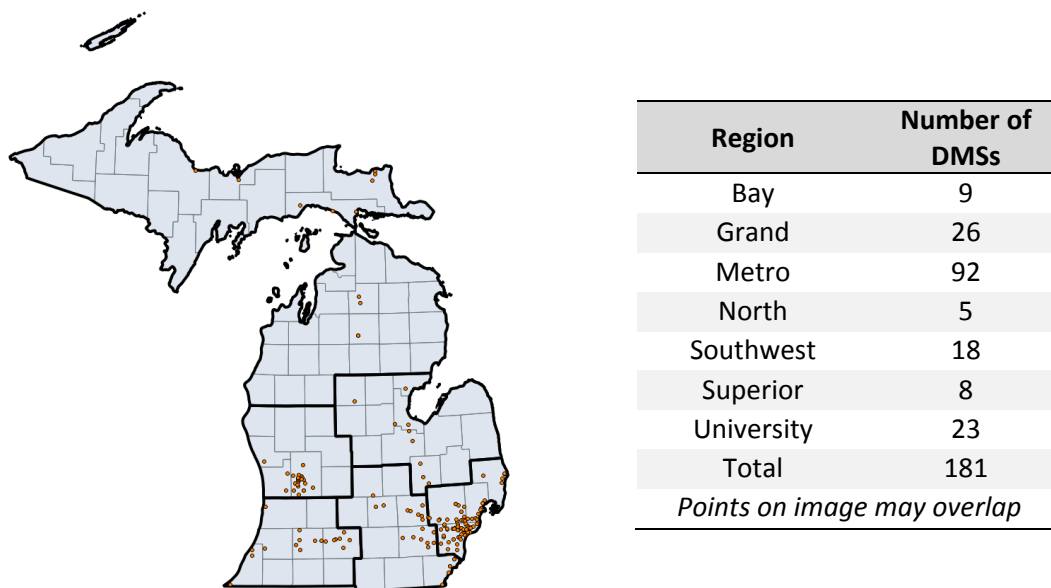 Region Number of
DMSs
Bay 9
Grand 26
Metro 92
North 5
Southwest 18
Superior 8
University 23
Total 181
Points on image may overlap